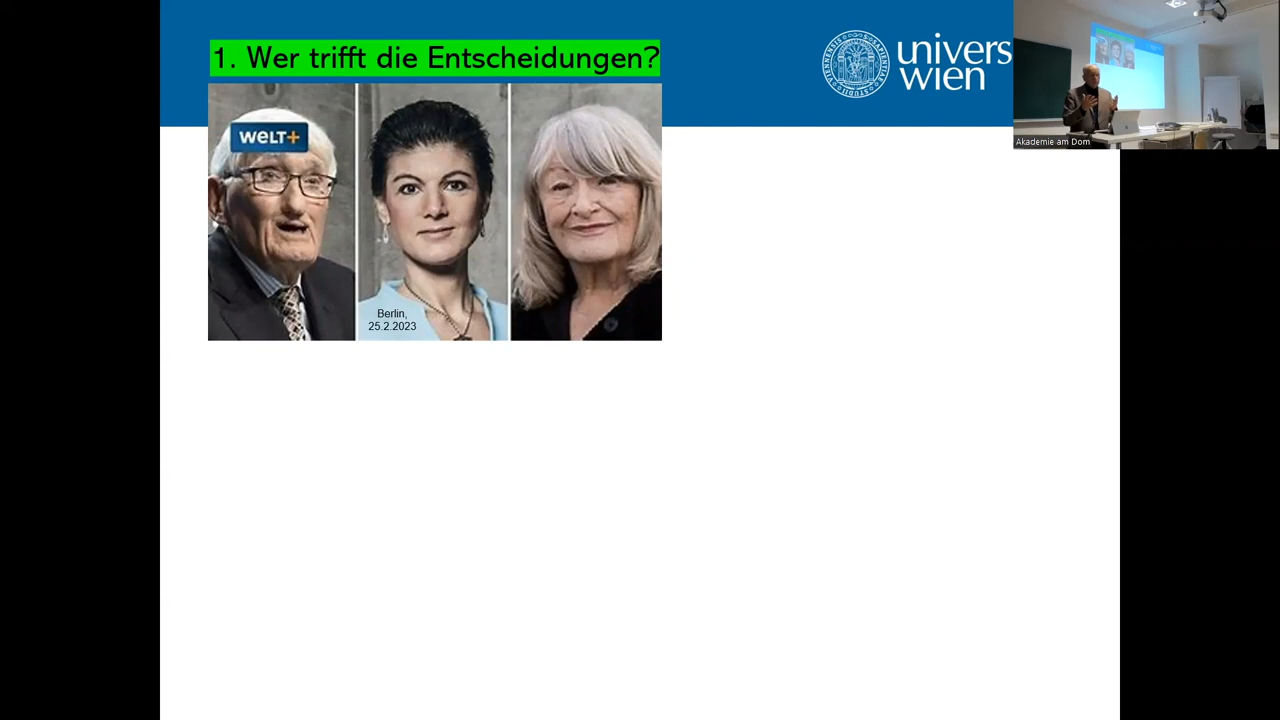 1. Wer trifft die Entscheidungen?
univers
wien
WELT+
Berlin,
25.2.2023
Akademie am Dom